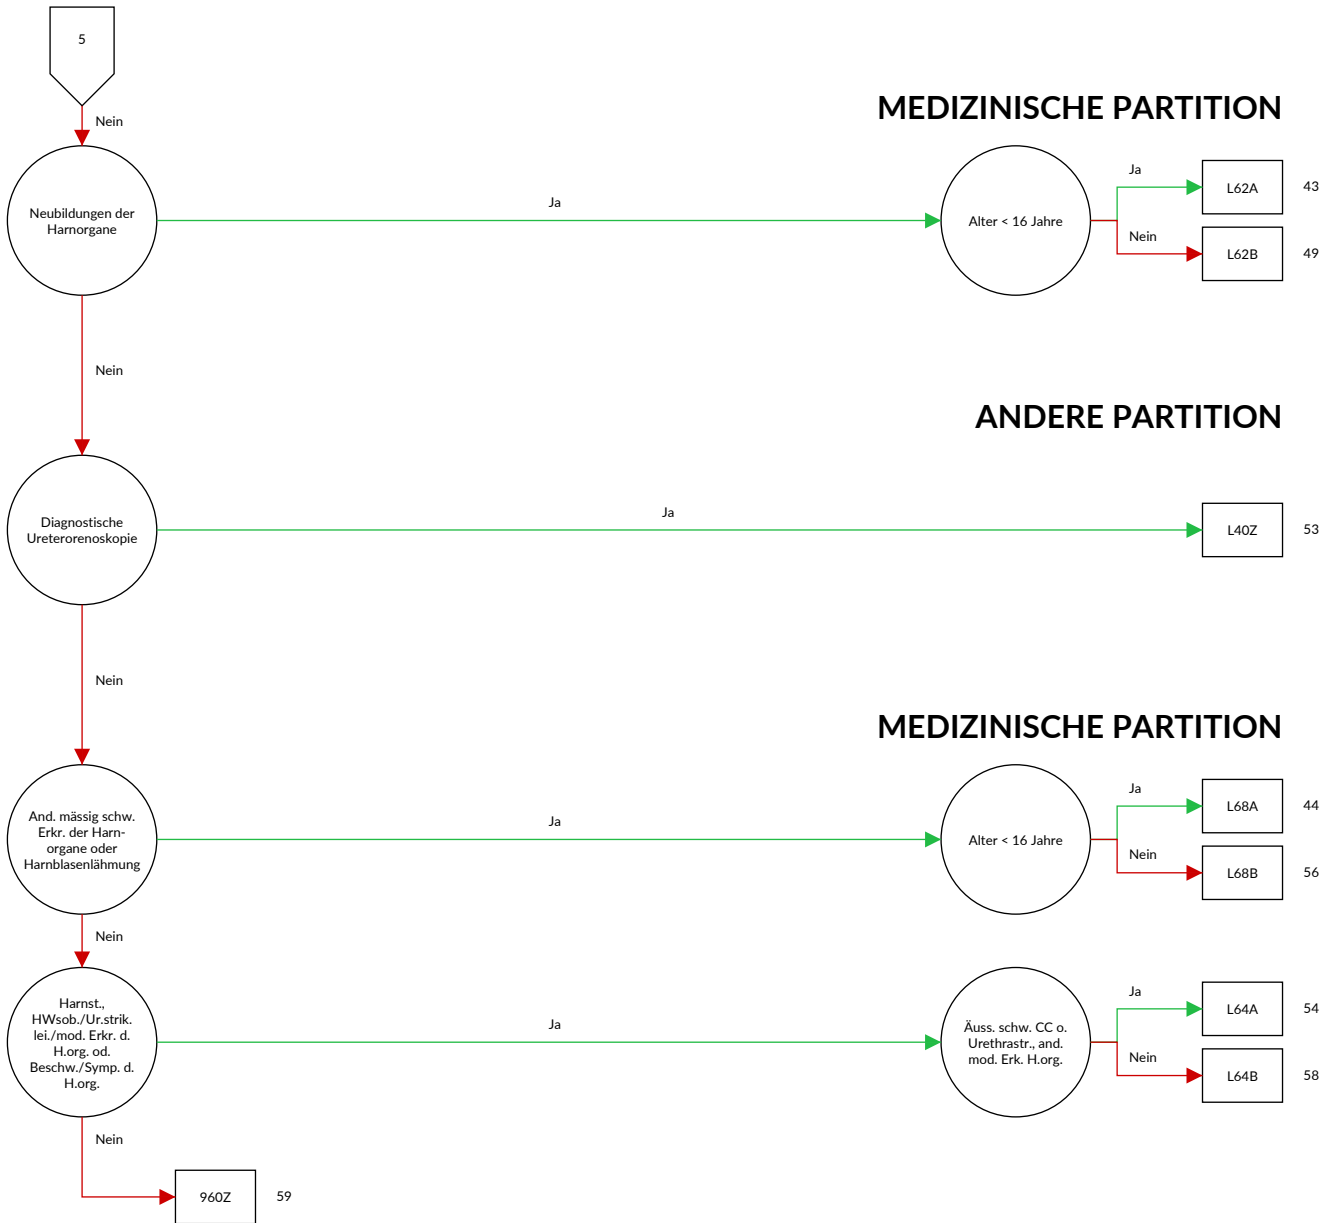 5
Nein
MEDIZINISCHE PARTITION
Neubildungen der
Harnorgane
Ja
Alter < 16 Jahre
Ja
L62A
43
Nein
L62B
49
Nein
ANDERE PARTITION
Diagnostische
Ureterorenoskopie
Ja
L40Z
53
Nein
MEDIZINISCHE PARTITION
And. mässig schw.
Erkr. der Harn-
organe oder
Harnblasenlähmung
Ja
Alter < 16 Jahre
Ja
L68A
44
Nein
L68B
56
Nein
Harnst.,
HWsob./Ur.strik.
lei./mod. Erkr. d.
H.org. od.
Beschw./Symp. d.
H.org.
Ja
Äuss. schw. CC o.
Urethrastr., and.
mod. Erk. H.org.
Ja
L64A
54
Nein
L64B
58
Nein
960Z
59